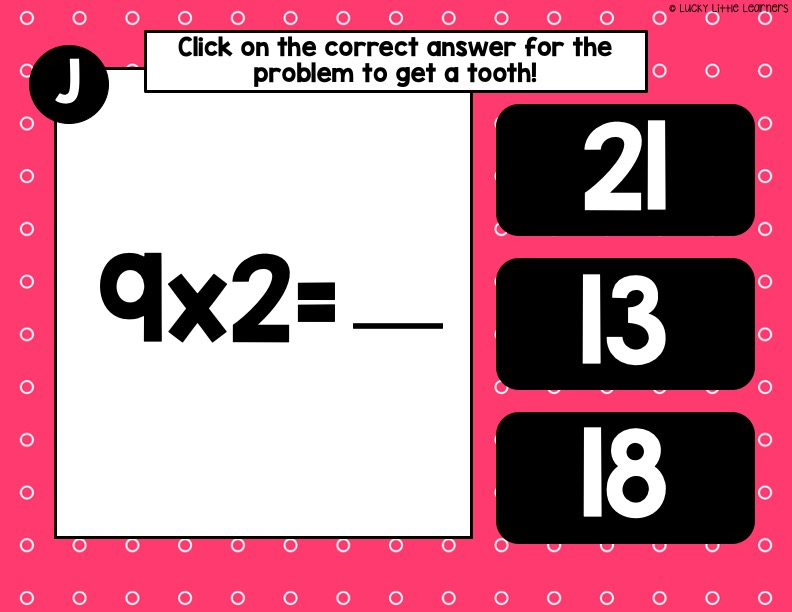 © Lucky Little Learners
Click on the correct answer for the
problem to get a tooth!
J
9x2= __
21
13
18